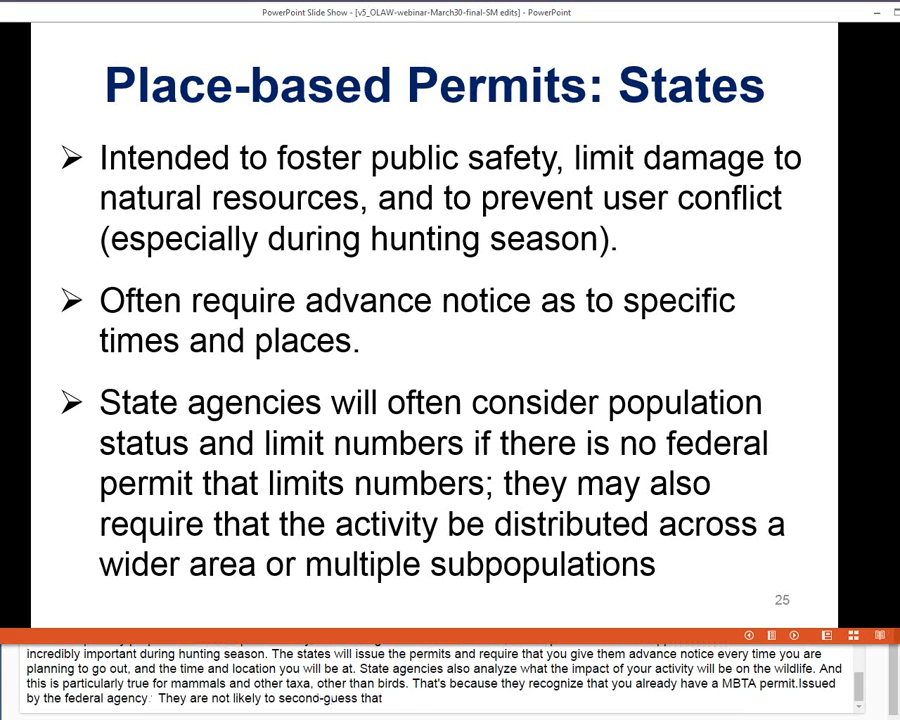 PowerPoint Slide Show - [v5_OLAW-webinar-March30-final-SM edits] - PowerPoint
Place-based Permits: States
Intended to foster public safety, limit damage to
natural resources, and to prevent user conflict
(especially during hunting season).
Often require advance notice as to specific
times and places.
State agencies will often consider population
status and limit numbers if there is no federal
permit that limits numbers; they may also
require that the activity be distributed across a
wider area or multiple subpopulations
25
incredibly important during hunting season. The states will issue the permits and require that you give them advance notice every time you are
planning to go out, and the time and location you will be at. State agencies also analyze what the impact of your activity will be on the wildlife. And
this is particularly true for mammals and other taxa, other than birds. That's because they recognize that you already have a MBTA permit.Issued
by the federal agency. They are not likely to second-guess that